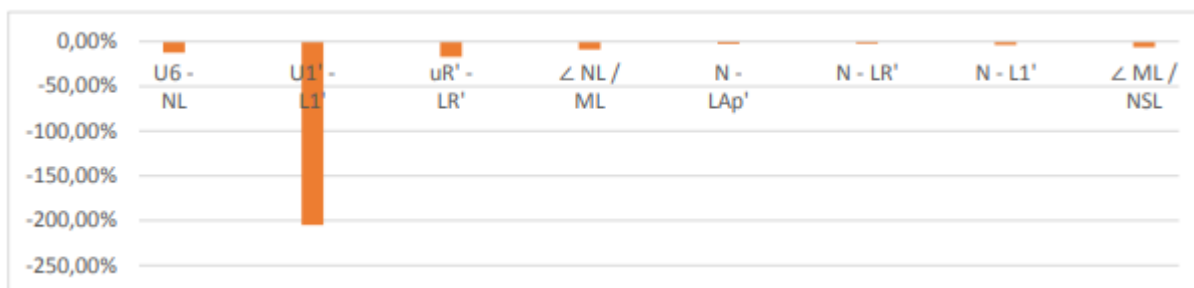 0,00%
-50,00%
-100,00%
-150,00%
-200,00%
-250,00%
U6 -
NL
U1' -
L1'
uR' -
LR'
∠ NL /
ML
N -
LAp'
N - LR'
N - L1'
∠ ML /
NSL